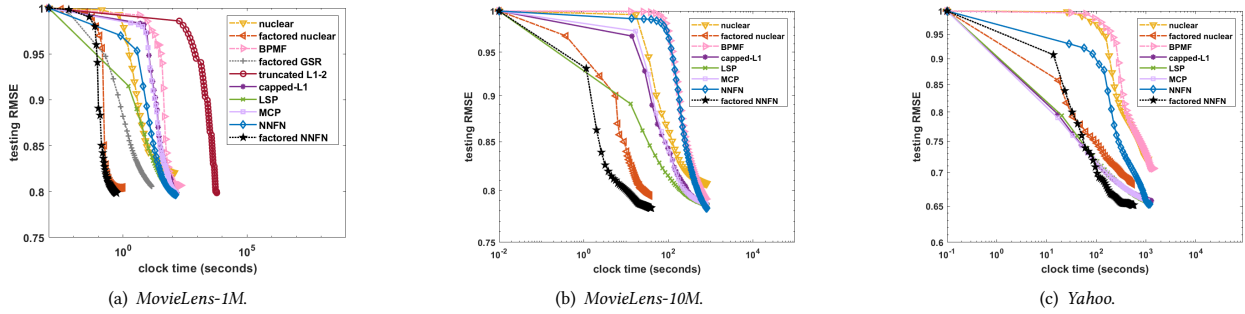 1
0.95
0.9
0.85
0.8
0.75
testing RMSE
10^0
10^5
clock time (seconds)
nuclear
factored nuclear
BPMF
factored GSR
truncated L1-2
capped-L1
LSP
MCP
NNFN
factored NNFN
(a) MovieLens-1M.
1
0.95
0.9
0.85
0.8
0.75
testing RMSE
10^-2
10^0
10^2
10^4
clock time (seconds)
nuclear
factored nuclear
BPMF
capped-L1
LSP
MCP
NNFN
factored NNFN
(b) MovieLens-10M.
1
0.95
0.9
0.85
0.8
0.75
0.7
0.65
0.6
testing RMSE
10^-1
10^0
10^1
10^2
10^3
10^4
clock time (seconds)
nuclear
factored nuclear
BPMF
capped-L1
LSP
MCP
NNFN
factored NNFN
(c) Yahoo.